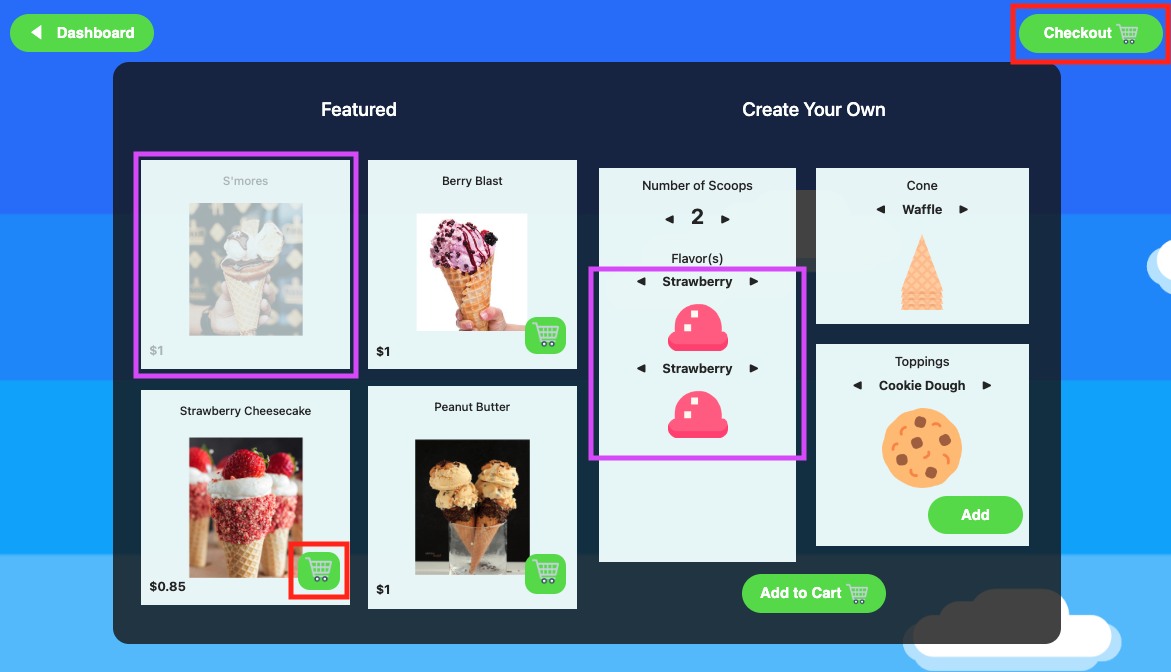 Dashboard
Checkout
Featured
Create Your Own
S'mores
$1
Berry Blast
$1
Strawberry Cheesecake
$0.85
Peanut Butter
$1
Number of Scoops
2
Flavor(s)
Strawberry
Strawberry
Cone
Waffle
Toppings
Cookie Dough
Add
Add to Cart